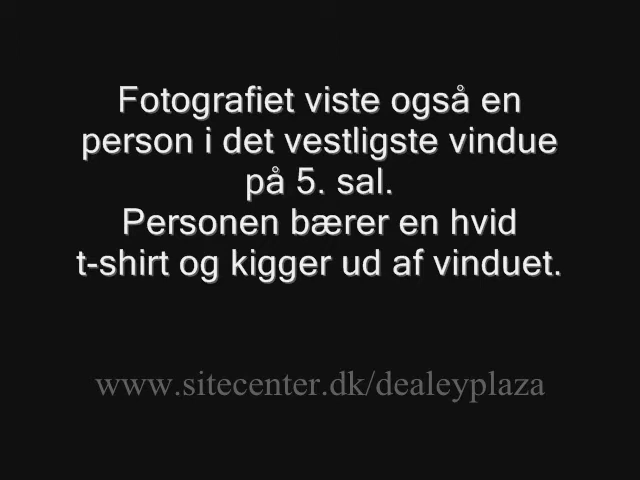 Fotografiet viste også en
person i det vestligste vindue
på 5. sal.
Personen bærer en hvid
t-shirt og kigger ud af vinduet.
www.sitecenter.dk/dealeyplaza